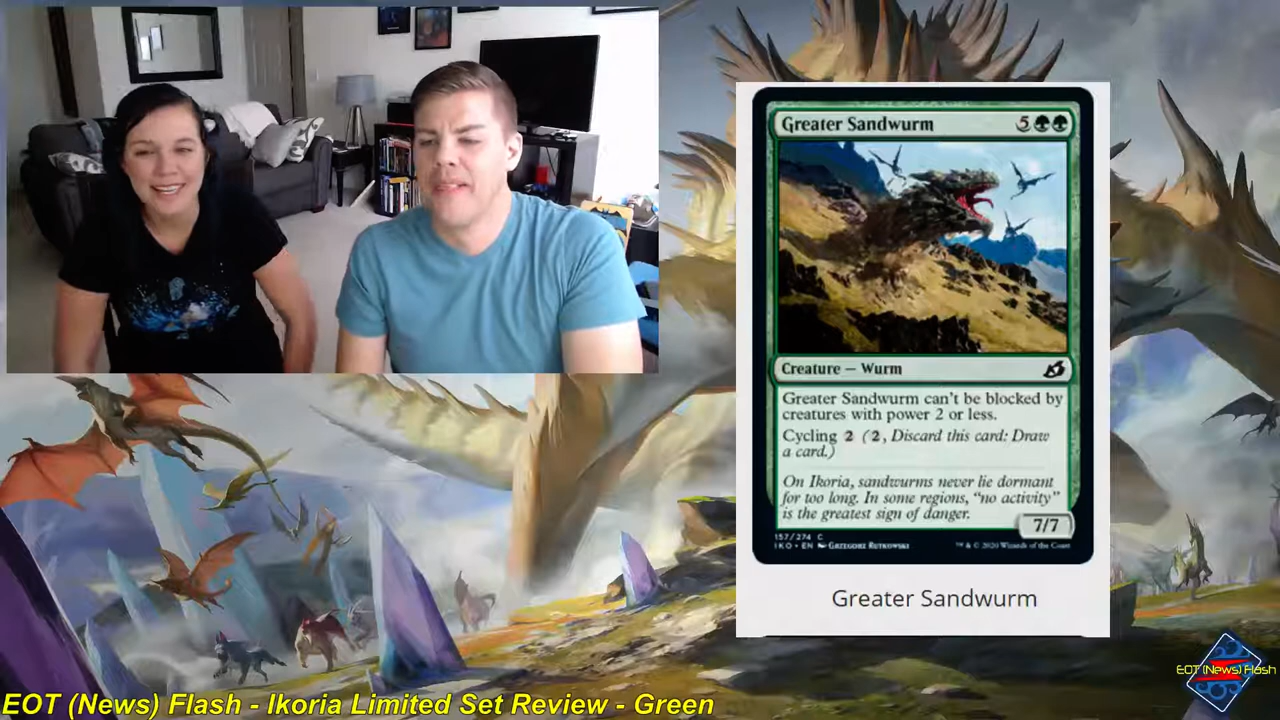 Greater Sandwurm 5
Creature — Wurm
Greater Sandwurm can't be blocked by
creatures with power 2 or less.
Cycling 2 (2, Discard this card: Draw
a card.)
On Ikoria, sandwurms never lie dormant
for too long. In some regions, “no activity”
is the greatest sign of danger.
7/7
157/274 C
IKO • EN Grzegorz Rutkowski
™ & © 2020 Wizards of the Coast
Greater Sandwurm
EOT (News) Flash
EOT (News) Flash - Ikoria Limited Set Review - Green